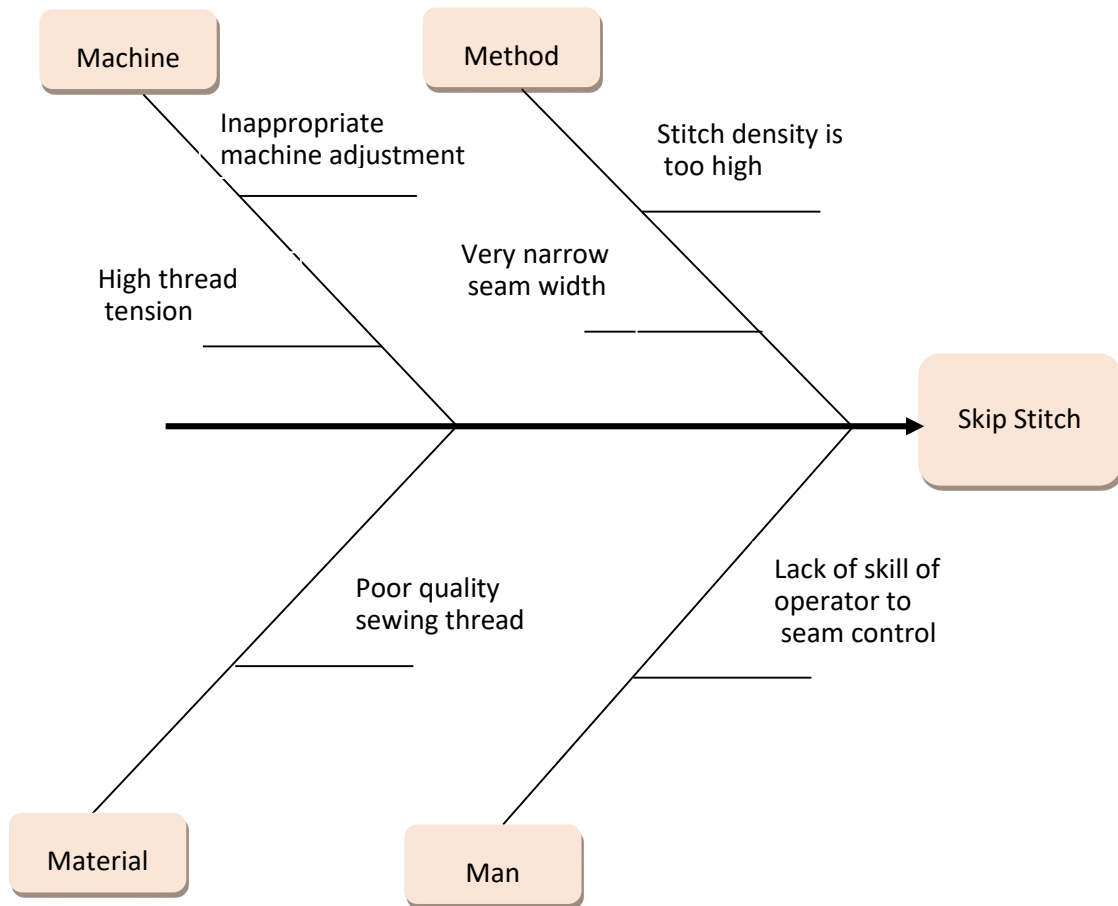 Machine
Method
Inappropriate
machine adjustment
Stitch density is
too high
High thread
tension
Very narrow
seam width
Skip Stitch
Poor quality
sewing thread
Lack of skill of
operator to
seam control
Material
Man